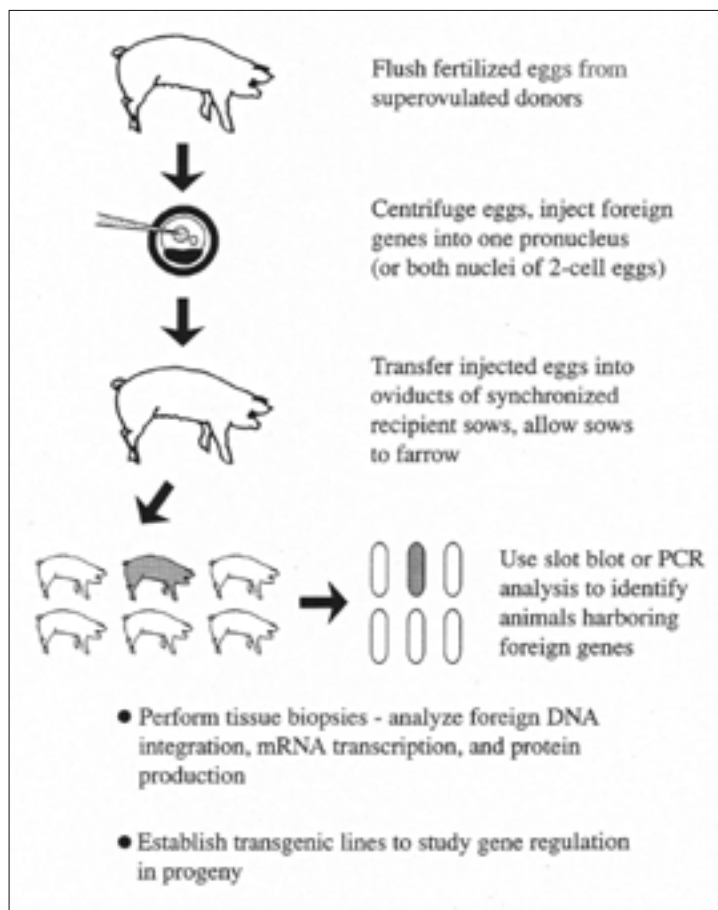 Flush fertilized eggs from
superovulated donors
Centrifuge eggs, inject foreign
genes into one pronucleus
(or both nuclei of 2-cell eggs)
Transfer injected eggs into
oviducts of synchronized
recipient sows, allow sows
to farrow
Use slot blot or PCR
analysis to identify
animals harboring
foreign genes
● Perform tissue biopsies - analyze foreign DNA
integration, mRNA transcription, and protein
production
● Establish transgenic lines to study gene regulation
in progeny